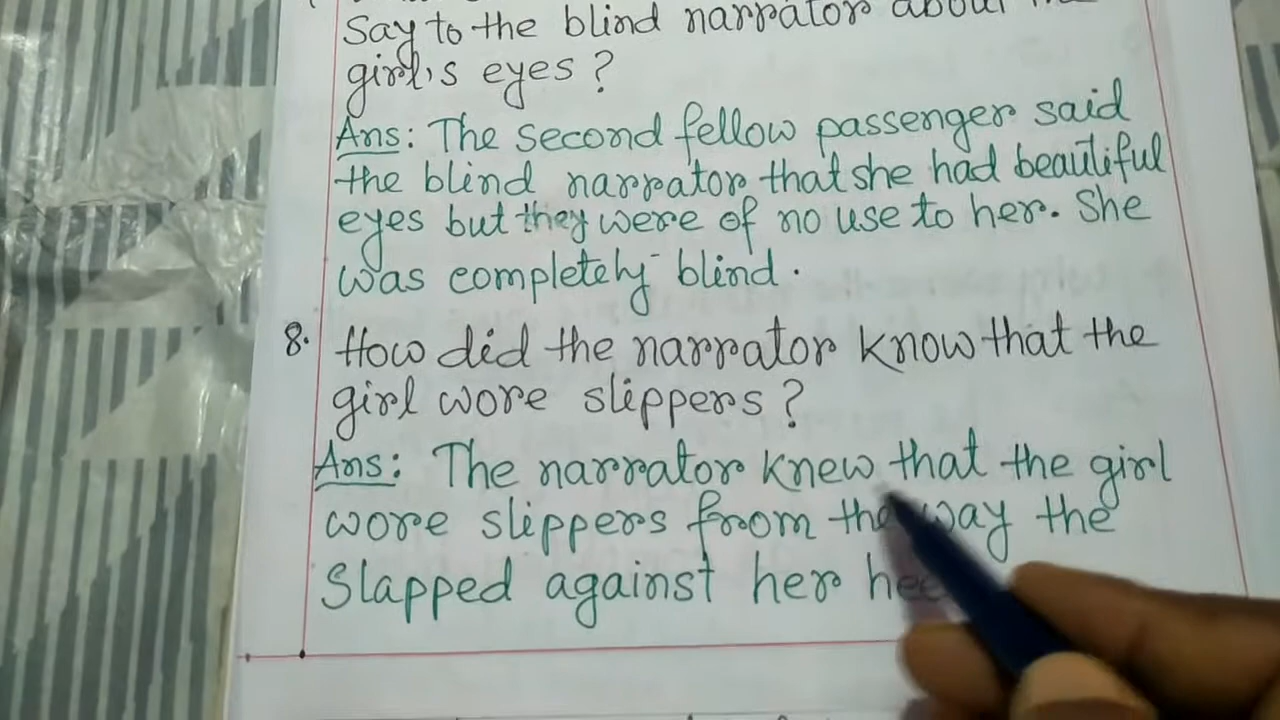 Say to the blind narrator about
girl's eyes ?
Ans: The second fellow passenger said
the blind narrator that she had beautiful
eyes but they were of no use to her. She
was completely blind.
8. How did the narrator know that the
girl wore slippers ?
Ans: The narrator knew that the girl
wore slippers from the way the
Slapped against her